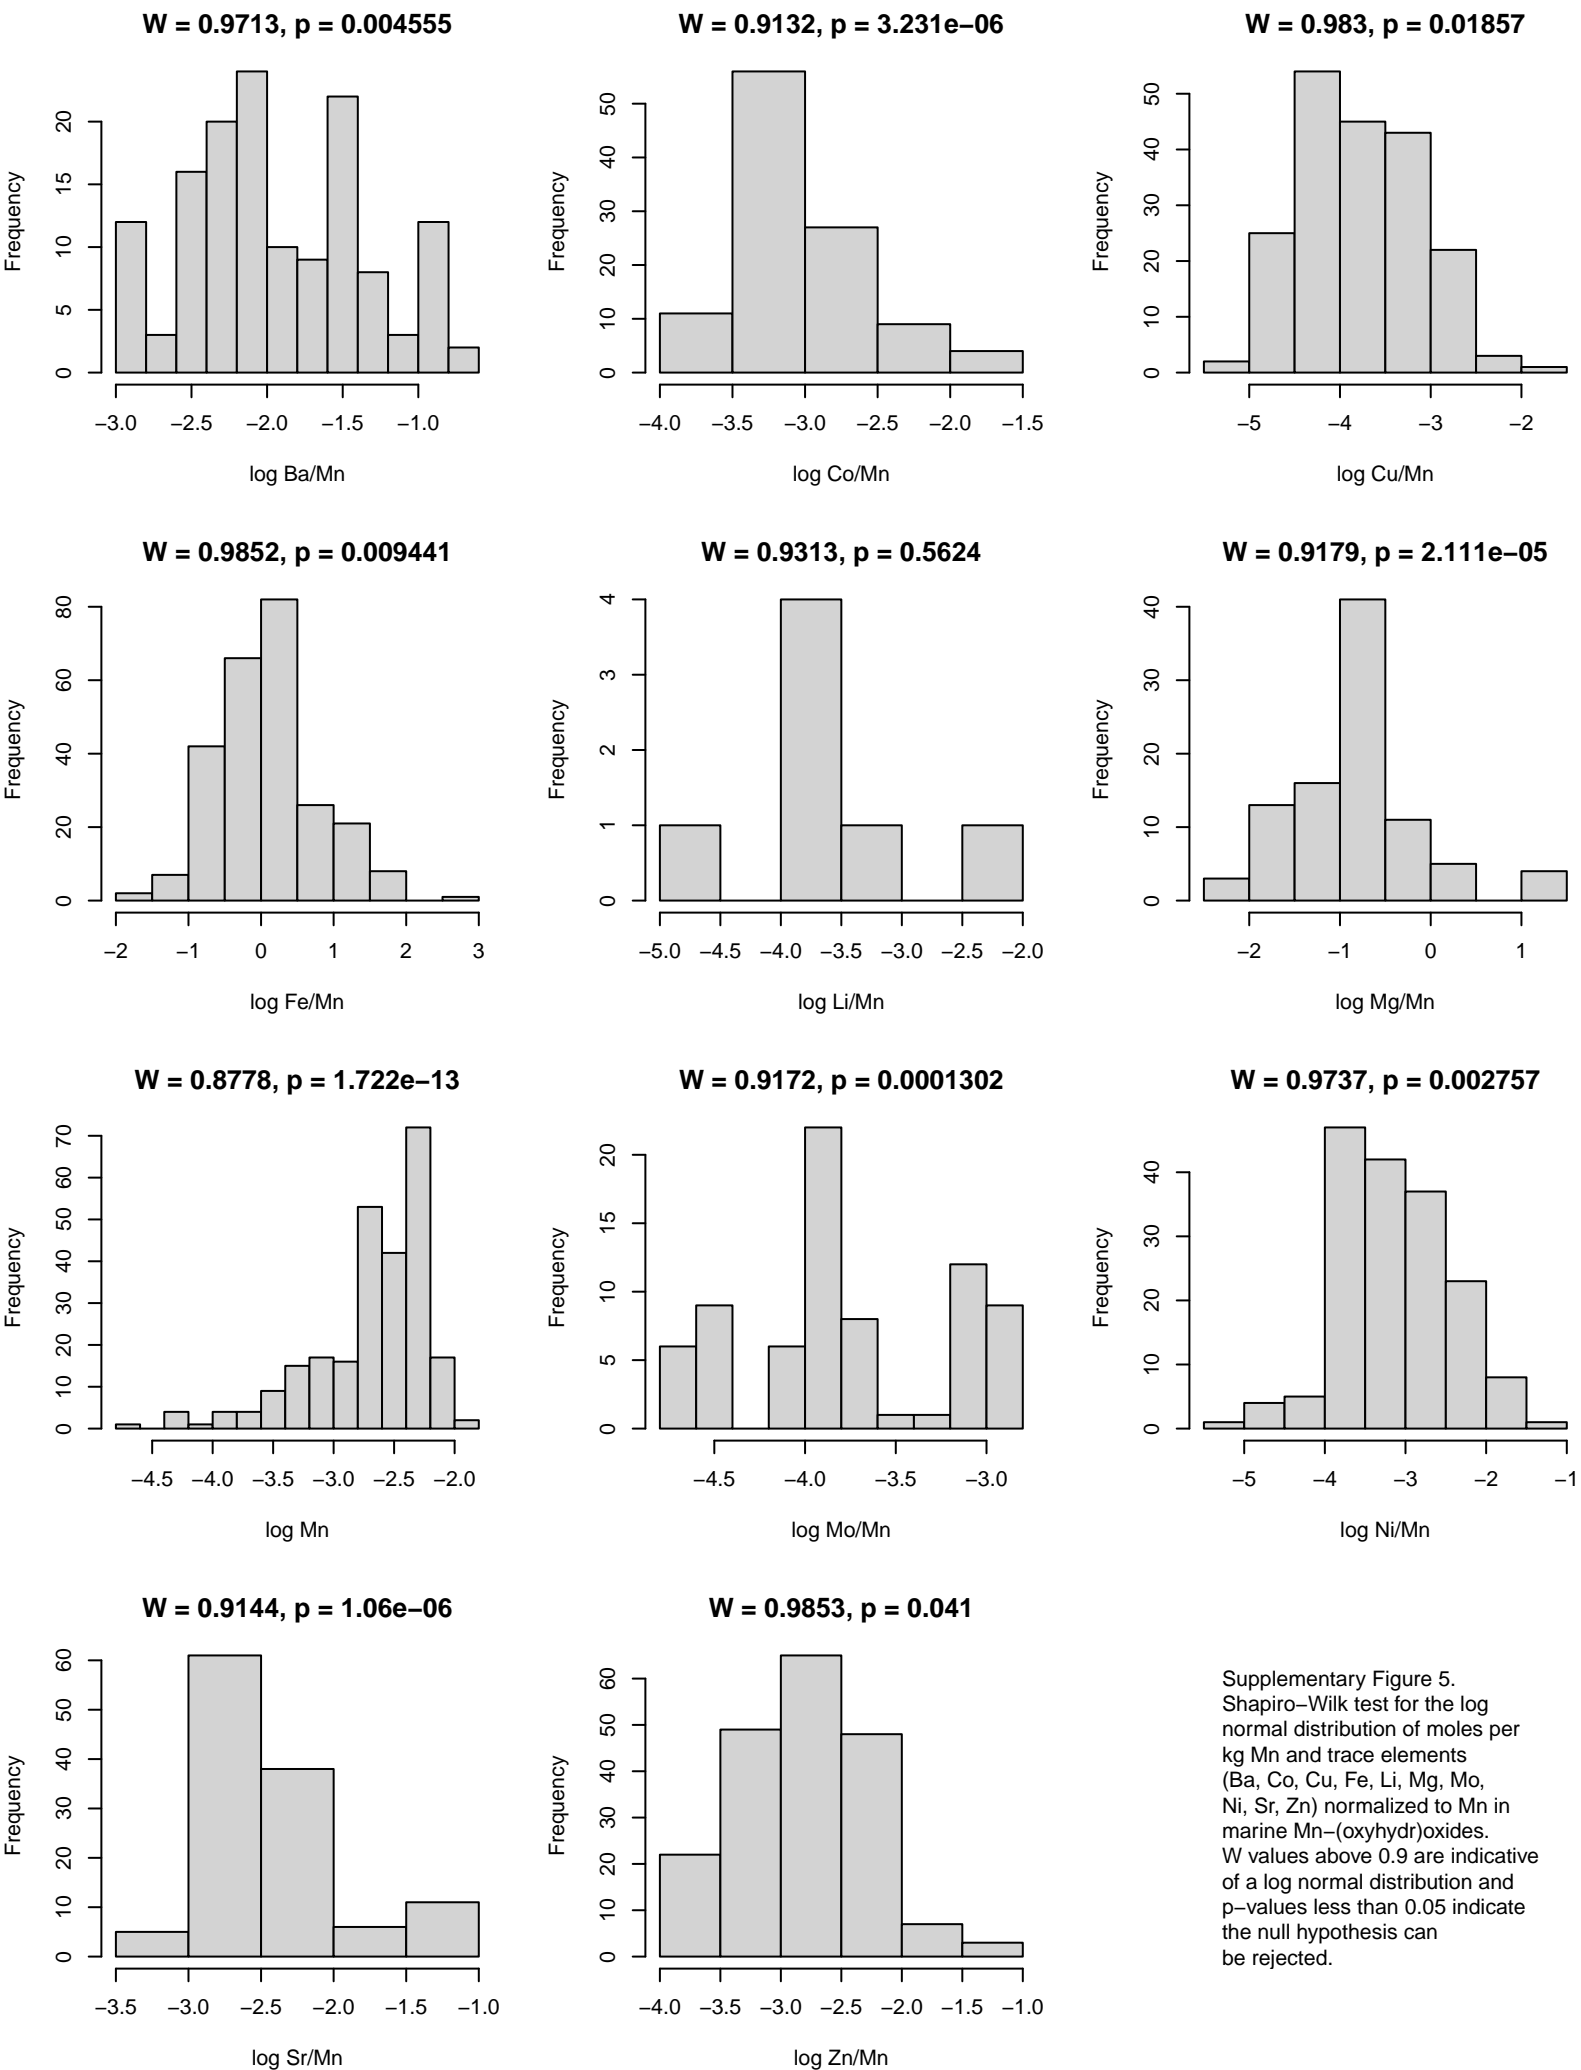 W = 0.9713, p = 0.004555
Frequency
0 5 10 15 20
−3.0 −2.5 −2.0 −1.5 −1.0
log Ba/Mn
W = 0.9132, p = 3.231e−06
Frequency
0 10 20 30 40 50
−4.0 −3.5 −3.0 −2.5 −2.0 −1.5
log Co/Mn
W = 0.983, p = 0.01857
Frequency
0 10 20 30 40 50
−5 −4 −3 −2
log Cu/Mn
W = 0.9852, p = 0.009441
Frequency
0 20 40 60 80
−2 −1 0 1 2 3
log Fe/Mn
W = 0.9313, p = 0.5624
Frequency
0 1 2 3 4
−5.0 −4.5 −4.0 −3.5 −3.0 −2.5 −2.0
log Li/Mn
W = 0.9179, p = 2.111e−05
Frequency
0 10 20 30 40
−2 −1 0 1
log Mg/Mn
W = 0.8778, p = 1.722e−13
Frequency
0 10 20 30 40 50 60 70
−4.5 −4.0 −3.5 −3.0 −2.5 −2.0
log Mn
W = 0.9172, p = 0.0001302
Frequency
0 5 10 15 20
−4.5 −4.0 −3.5 −3.0
log Mo/Mn
W = 0.9737, p = 0.002757
Frequency
0 10 20 30 40
−5 −4 −3 −2 −1
log Ni/Mn
W = 0.9144, p = 1.06e−06
Frequency
0 10 20 30 40 50 60
−3.5 −3.0 −2.5 −2.0 −1.5 −1.0
log Sr/Mn
W = 0.9853, p = 0.041
Frequency
0 10 20 30 40 50 60
−4.0 −3.5 −3.0 −2.5 −2.0 −1.5 −1.0
log Zn/Mn
Supplementary Figure 5.
Shapiro−Wilk test for the log
normal distribution of moles per
kg Mn and trace elements
(Ba, Co, Cu, Fe, Li, Mg, Mo,
Ni, Sr, Zn) normalized to Mn in
marine Mn−(oxyhydr)oxides.
W values above 0.9 are indicative
of a log normal distribution and
p−values less than 0.05 indicate
the null hypothesis can
be rejected.